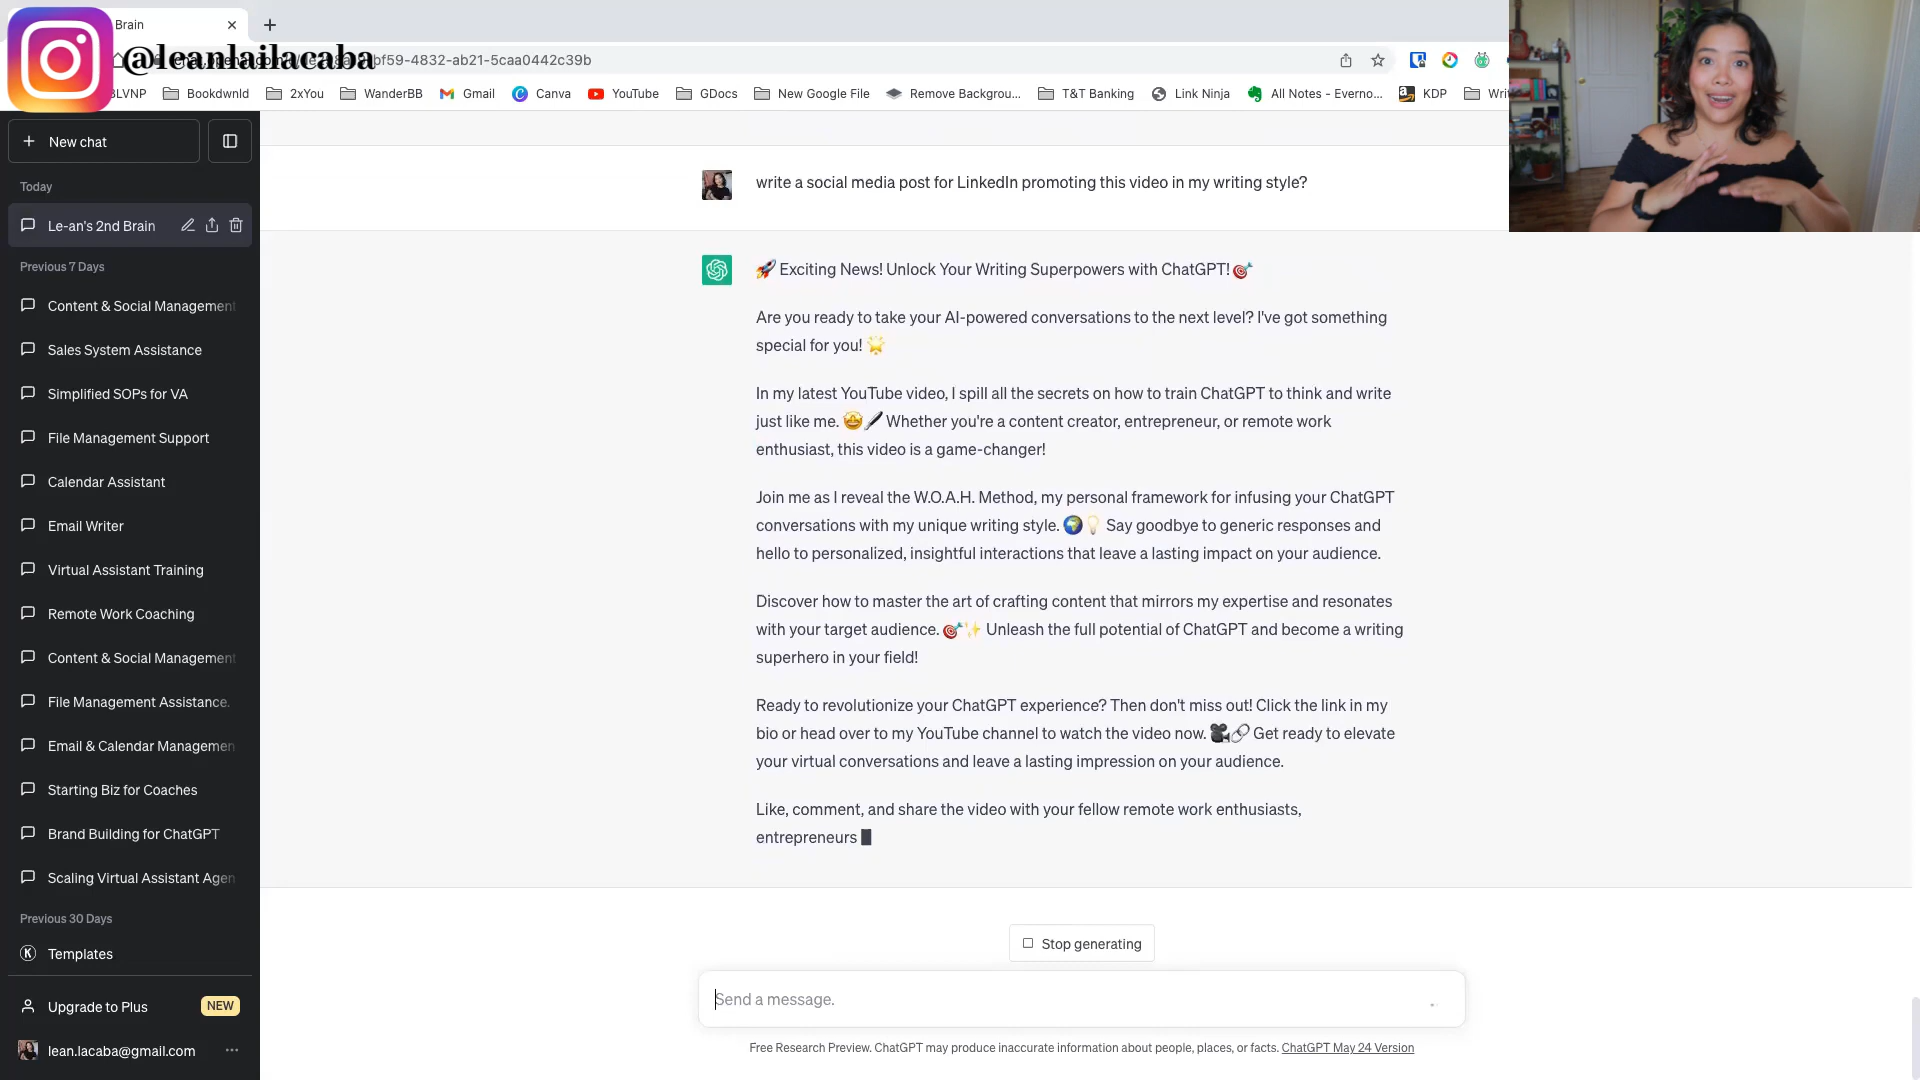 Brain
@leanlailacaba
bf59-4832-ab21-5caa0442c39b
BLVNP
Bookdwnld
2xYou
WanderBB
Gmail
Canva
YouTube
GDocs
New Google File
Remove Backgrou...
T&T Banking
Link Ninja
All Notes - Everno...
KDP
Wri
New chat
Today
Le-an's 2nd Brain
Previous 7 Days
Content & Social Management
Sales System Assistance
Simplified SOPs for VA
File Management Support
Calendar Assistant
Email Writer
Virtual Assistant Training
Remote Work Coaching
Content & Social Management
File Management Assistance.
Email & Calendar Managemen
Starting Biz for Coaches
Brand Building for ChatGPT
Scaling Virtual Assistant Agen
Previous 30 Days
Templates
Upgrade to Plus NEW
lean.lacaba@gmail.com
write a social media post for LinkedIn promoting this video in my writing style?
🚀 Exciting News! Unlock Your Writing Superpowers with ChatGPT! 🎯
Are you ready to take your AI-powered conversations to the next level? I've got something
special for you! 🌟
In my latest YouTube video, I spill all the secrets on how to train ChatGPT to think and write
just like me. 🤩🖋️ Whether you're a content creator, entrepreneur, or remote work
enthusiast, this video is a game-changer!
Join me as I reveal the W.O.A.H. Method, my personal framework for infusing your ChatGPT
conversations with my unique writing style. 🌍💡 Say goodbye to generic responses and
hello to personalized, insightful interactions that leave a lasting impact on your audience.
Discover how to master the art of crafting content that mirrors my expertise and resonates
with your target audience. 🎯✨ Unleash the full potential of ChatGPT and become a writing
superhero in your field!
Ready to revolutionize your ChatGPT experience? Then don't miss out! Click the link in my
bio or head over to my YouTube channel to watch the video now. 🎥🔗 Get ready to elevate
your virtual conversations and leave a lasting impression on your audience.
Like, comment, and share the video with your fellow remote work enthusiasts,
entrepreneurs
Stop generating
Send a message.
Free Research Preview. ChatGPT may produce inaccurate information about people, places, or facts. ChatGPT May 24 Version